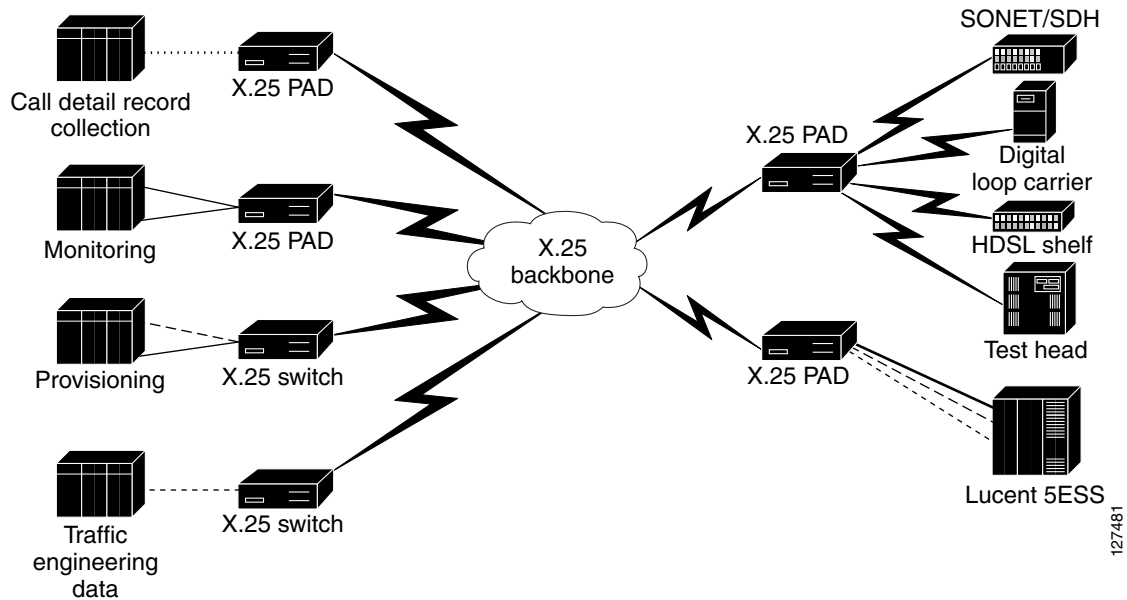 SONET/SDH
X.25 PAD
Call detail record
collection
X.25 PAD
Digital
loop carrier
Monitoring
X.25 PAD
X.25
backbone
HDSL shelf
Provisioning
X.25 switch
X.25 PAD
Test head
Lucent 5ESS
X.25 switch
Traffic
engineering
data
127481